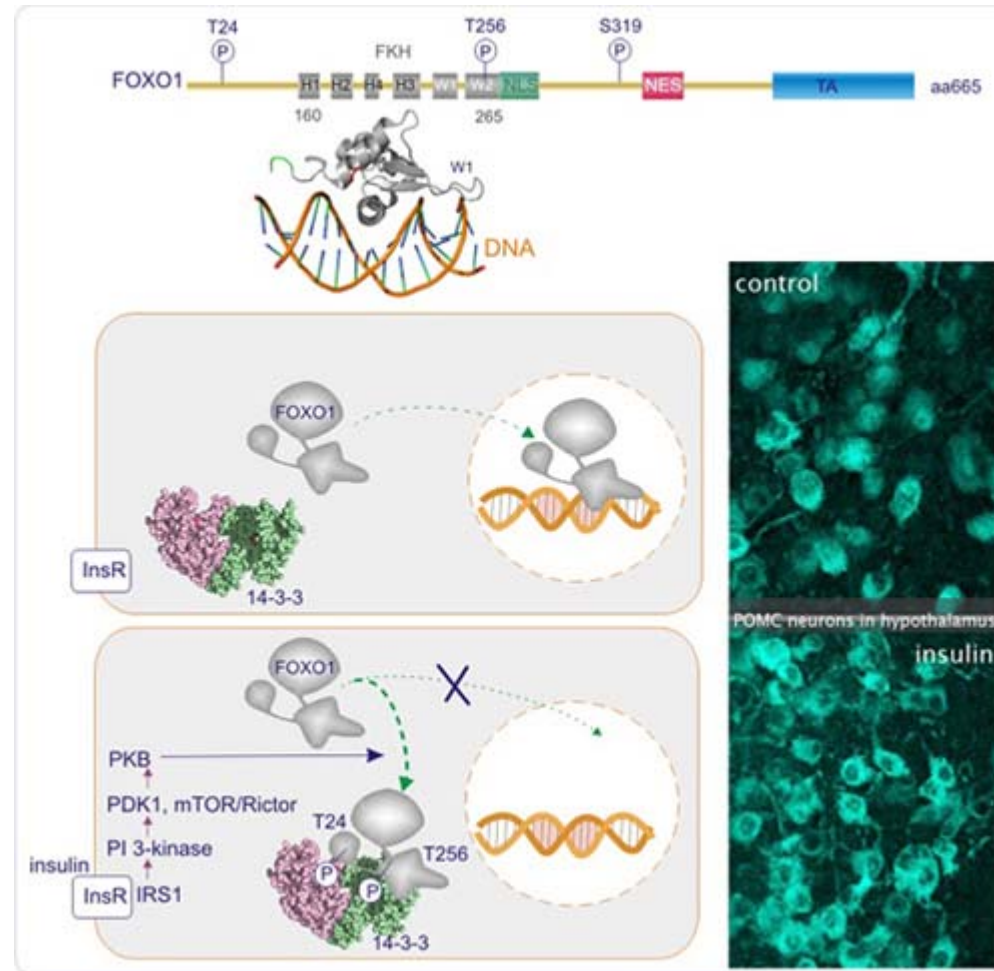 T24 T256 S319
P P P
FKH
FOXO1 H1 H2 H4 H3 W1 W2 NLS NES TA aa665
160 265
W1
DNA
control
FOXO1
InsR
14-3-3
POMC neurons in hypothalamus
insulin
FOXO1
PKB
PDK1, mTOR/Rictor
T24
PI 3-kinase
T256
insulin
P P
InsR IRS1
14-3-3